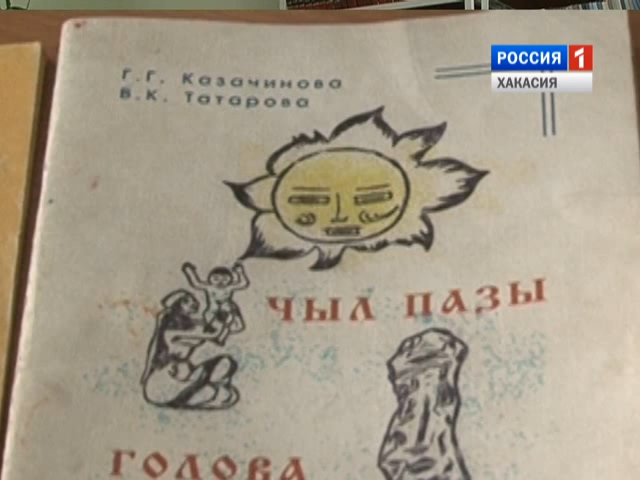 Г.Г. Казачинова
В.К. Татарова
РОССИЯ 1
ХАКАСИЯ
ЧЫЛ ПАЗЫ
ГОЛОВА